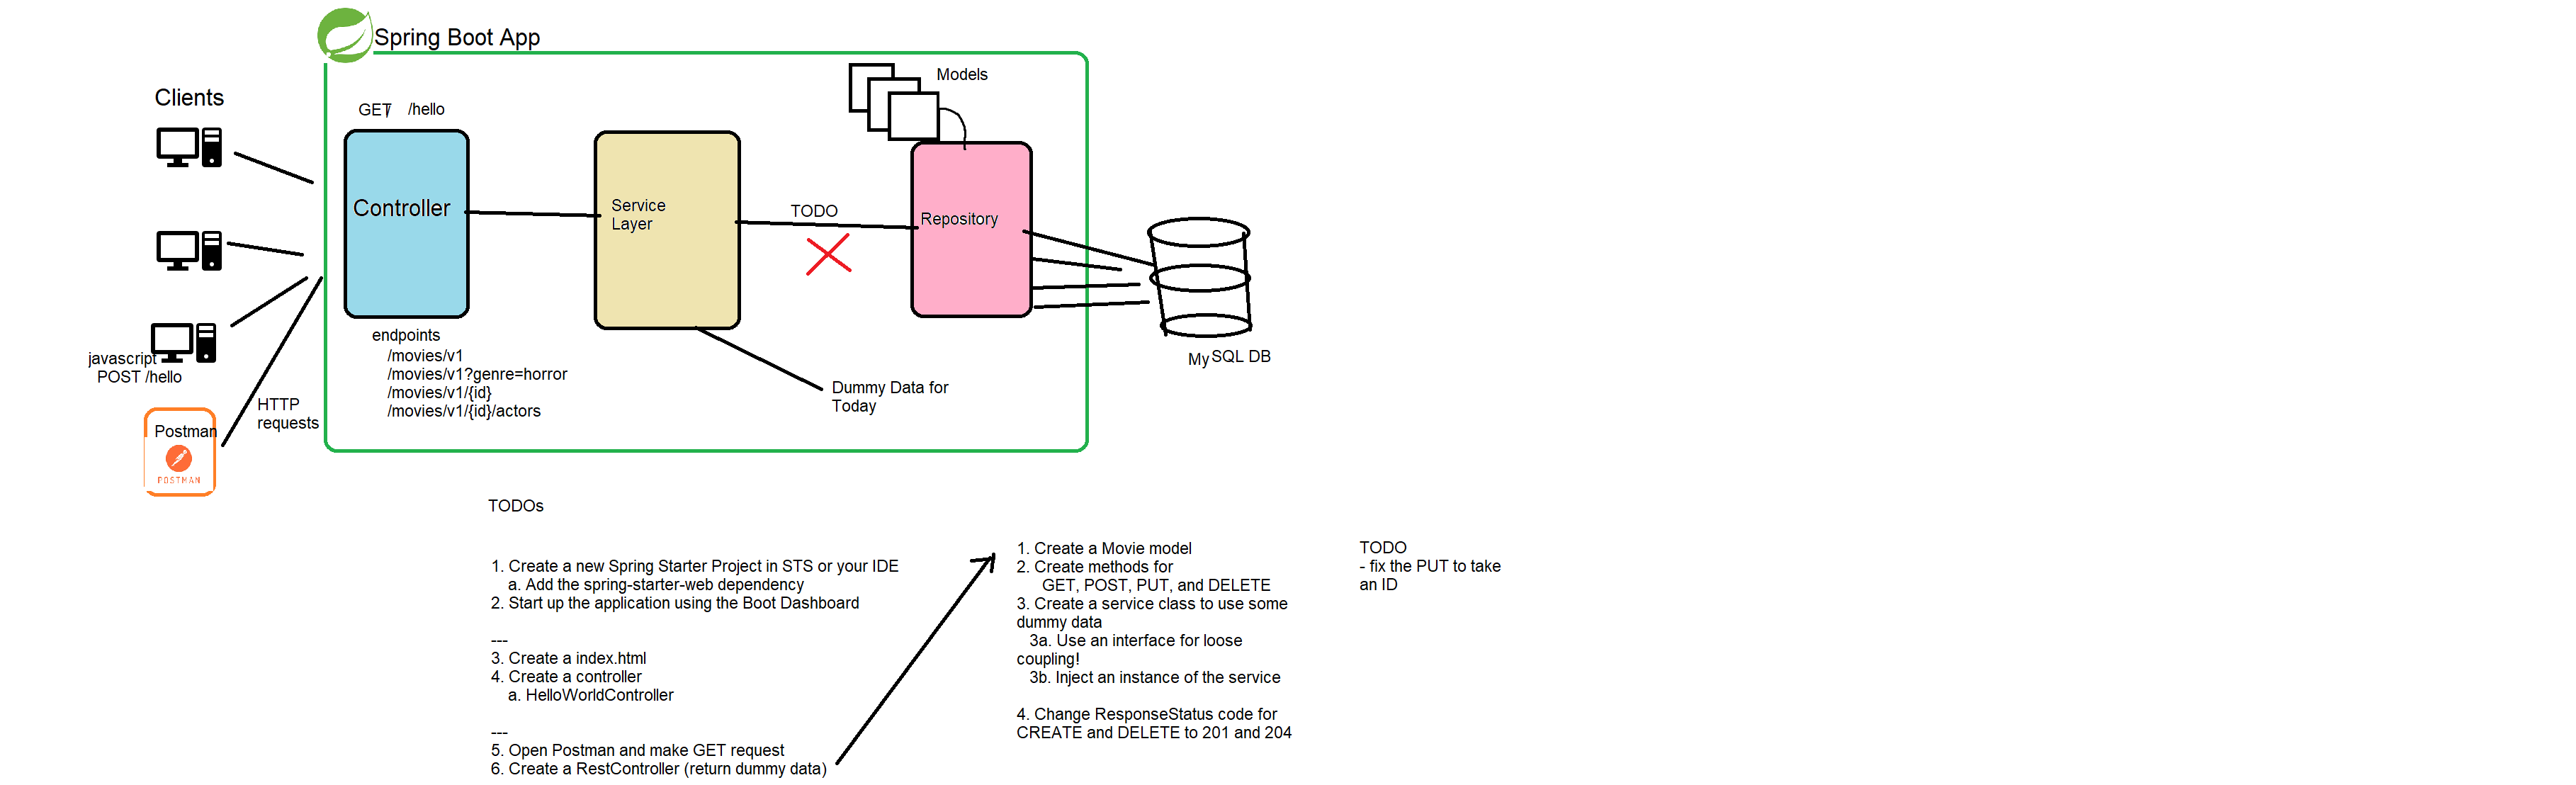 Spring Boot App
Clients
GET /hello
Models
Controller
Service
Layer
TODO
Repository
endpoints
/movies/v1
/movies/v1?genre=horror
/movies/v1/{id}
/movies/v1/{id}/actors
javascript
POST /hello
HTTP
requests
Postman
POSTMAN
Dummy Data for
Today
My SQL DB
TODOs
1. Create a new Spring Starter Project in STS or your IDE
a. Add the spring-starter-web dependency
2. Start up the application using the Boot Dashboard
---
3. Create a index.html
4. Create a controller
a. HelloWorldController
---
5. Open Postman and make GET request
6. Create a RestController (return dummy data)
1. Create a Movie model
2. Create methods for
GET, POST, PUT, and DELETE
3. Create a service class to use some
dummy data
3a. Use an interface for loose
coupling!
3b. Inject an instance of the service
4. Change ResponseStatus code for
CREATE and DELETE to 201 and 204
TODO
- fix the PUT to take
an ID